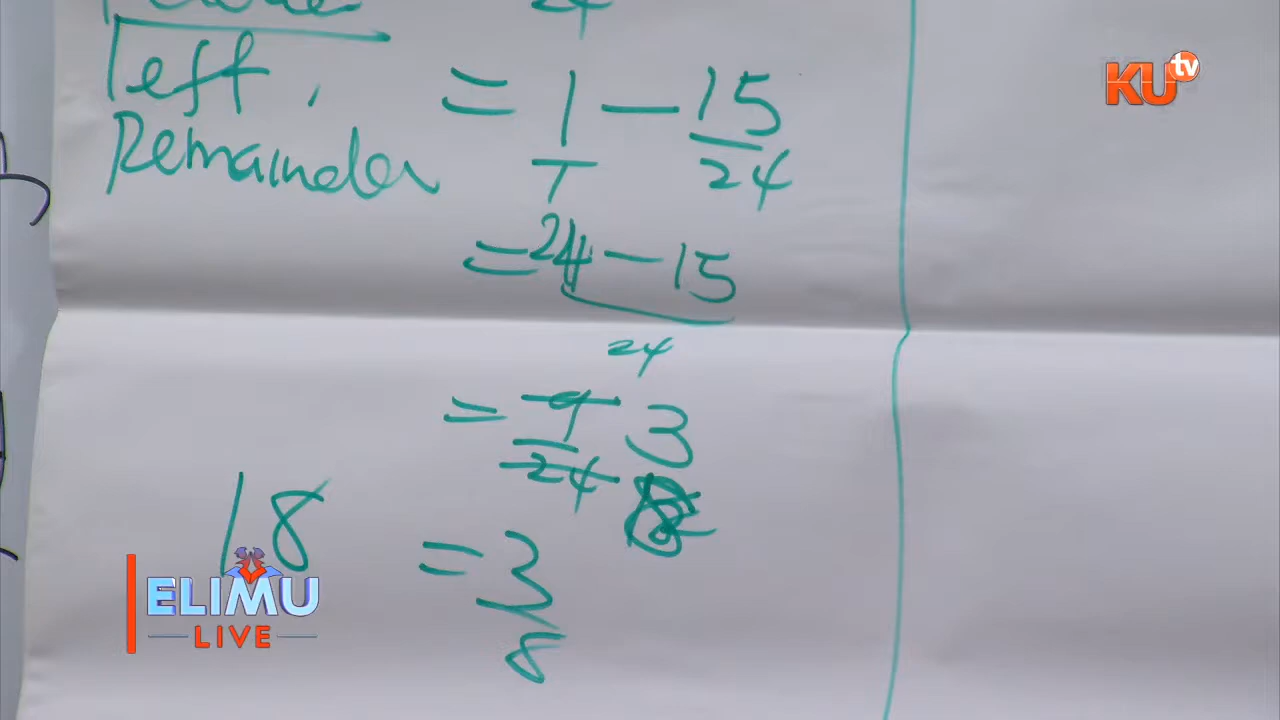 24
left,
Remainder
= 1 - 15
1 24
= 24 - 15
24
= 9 3
24 8
18
= 3
8
KU tv
ELIMU
LIVE